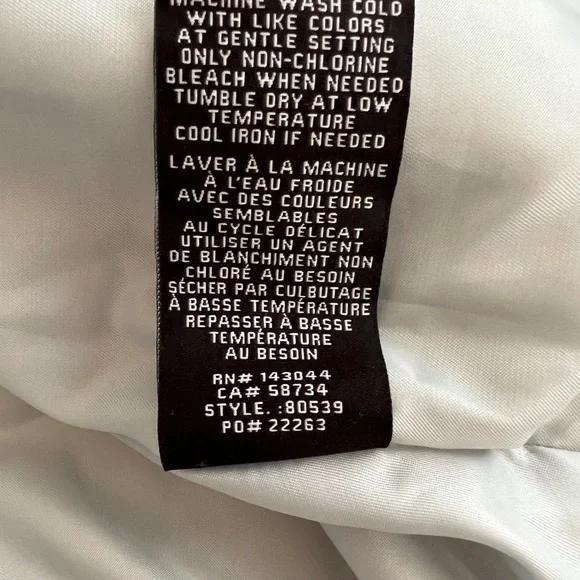 MACHINE WASH COLD
WITH LIKE COLORS
AT GENTLE SETTING
ONLY NON-CHLORINE
BLEACH WHEN NEEDED
TUMBLE DRY AT LOW
TEMPERATURE
COOL IRON IF NEEDED
LAVER À LA MACHINE
À L'EAU FROIDE
AVEC DES COULEURS
SEMBLABLES
AU CYCLE DÉLICAT
UTILISER UN AGENT
DE BLANCHIMENT NON
CHLORÉ AU BESOIN
SÉCHER PAR CULBUTAGE
À BASSE TEMPÉRATURE
REPASSER À BASSE
TEMPÉRATURE
AU BESOIN
RN# 143044
CA# 58734
STYLE. :80539
PO# 22263